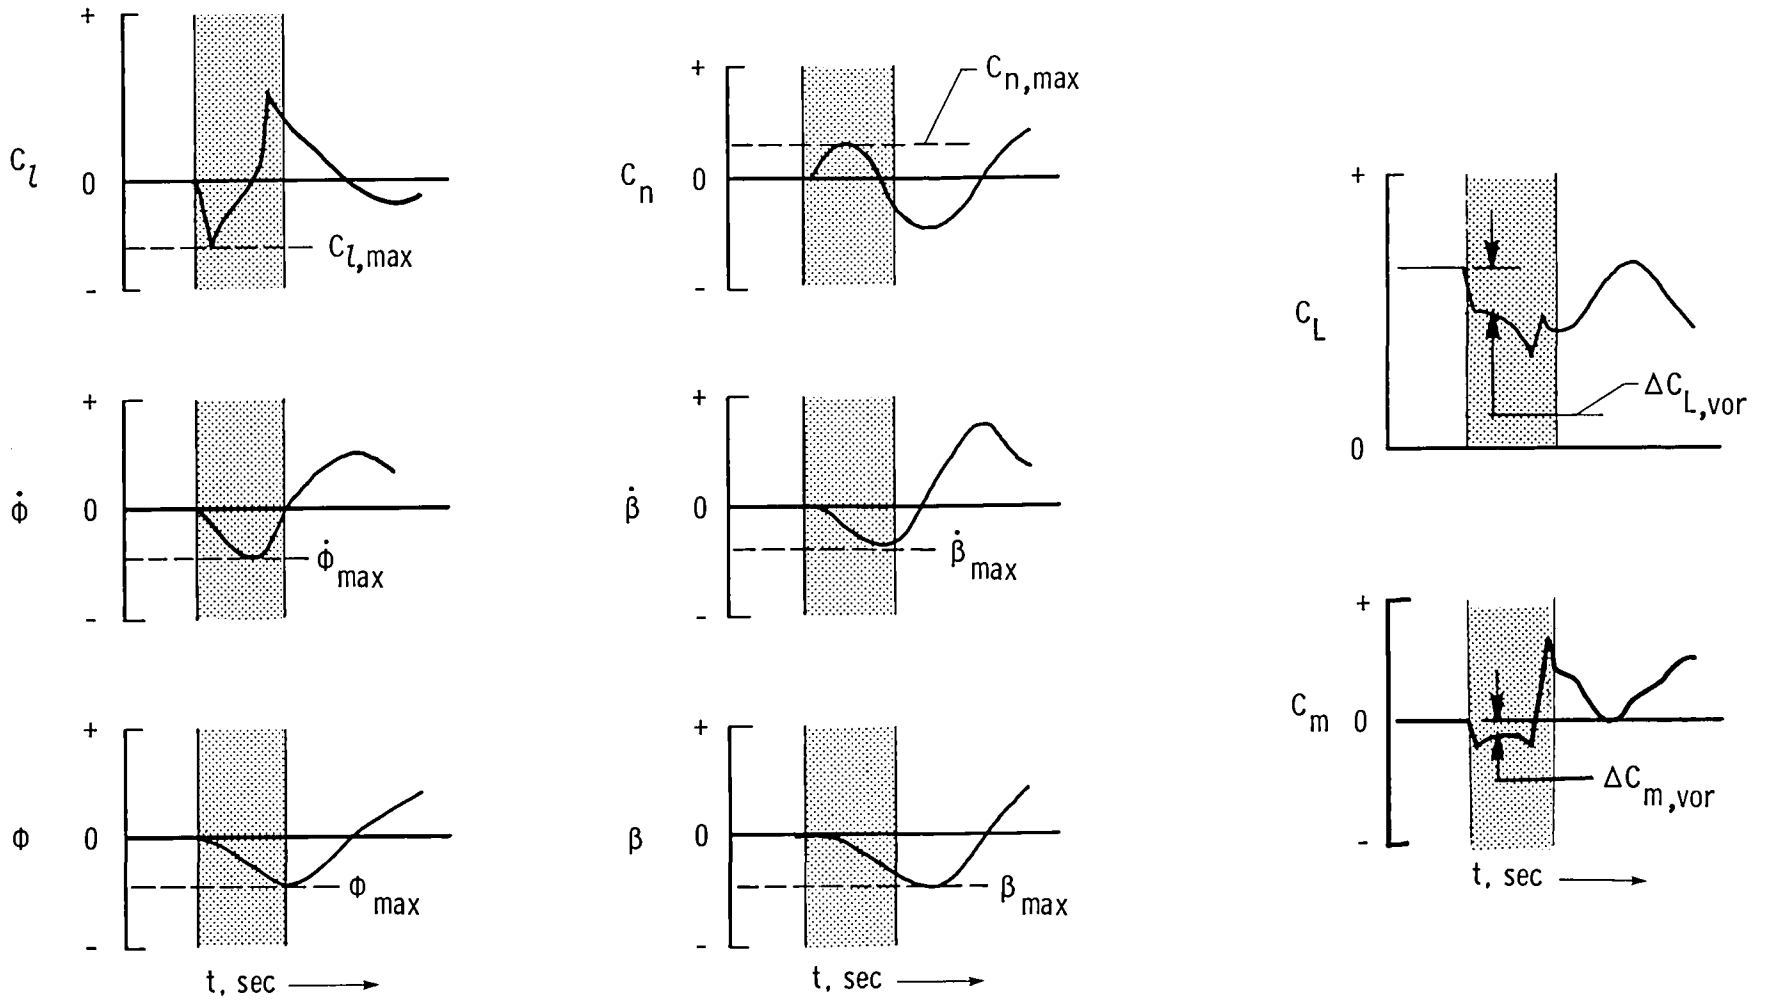 +
C_l
0
-
C_l,max
+
C_n
0
-
C_n,max
+
Φ̇
0
-
Φ̇_max
+
β̇
0
-
β̇_max
+
Φ
0
-
Φ_max
t, sec
+
β
0
-
β_max
t, sec
+
C_L
0
ΔC_L,vor
+
C_m
0
-
ΔC_m,vor
t, sec